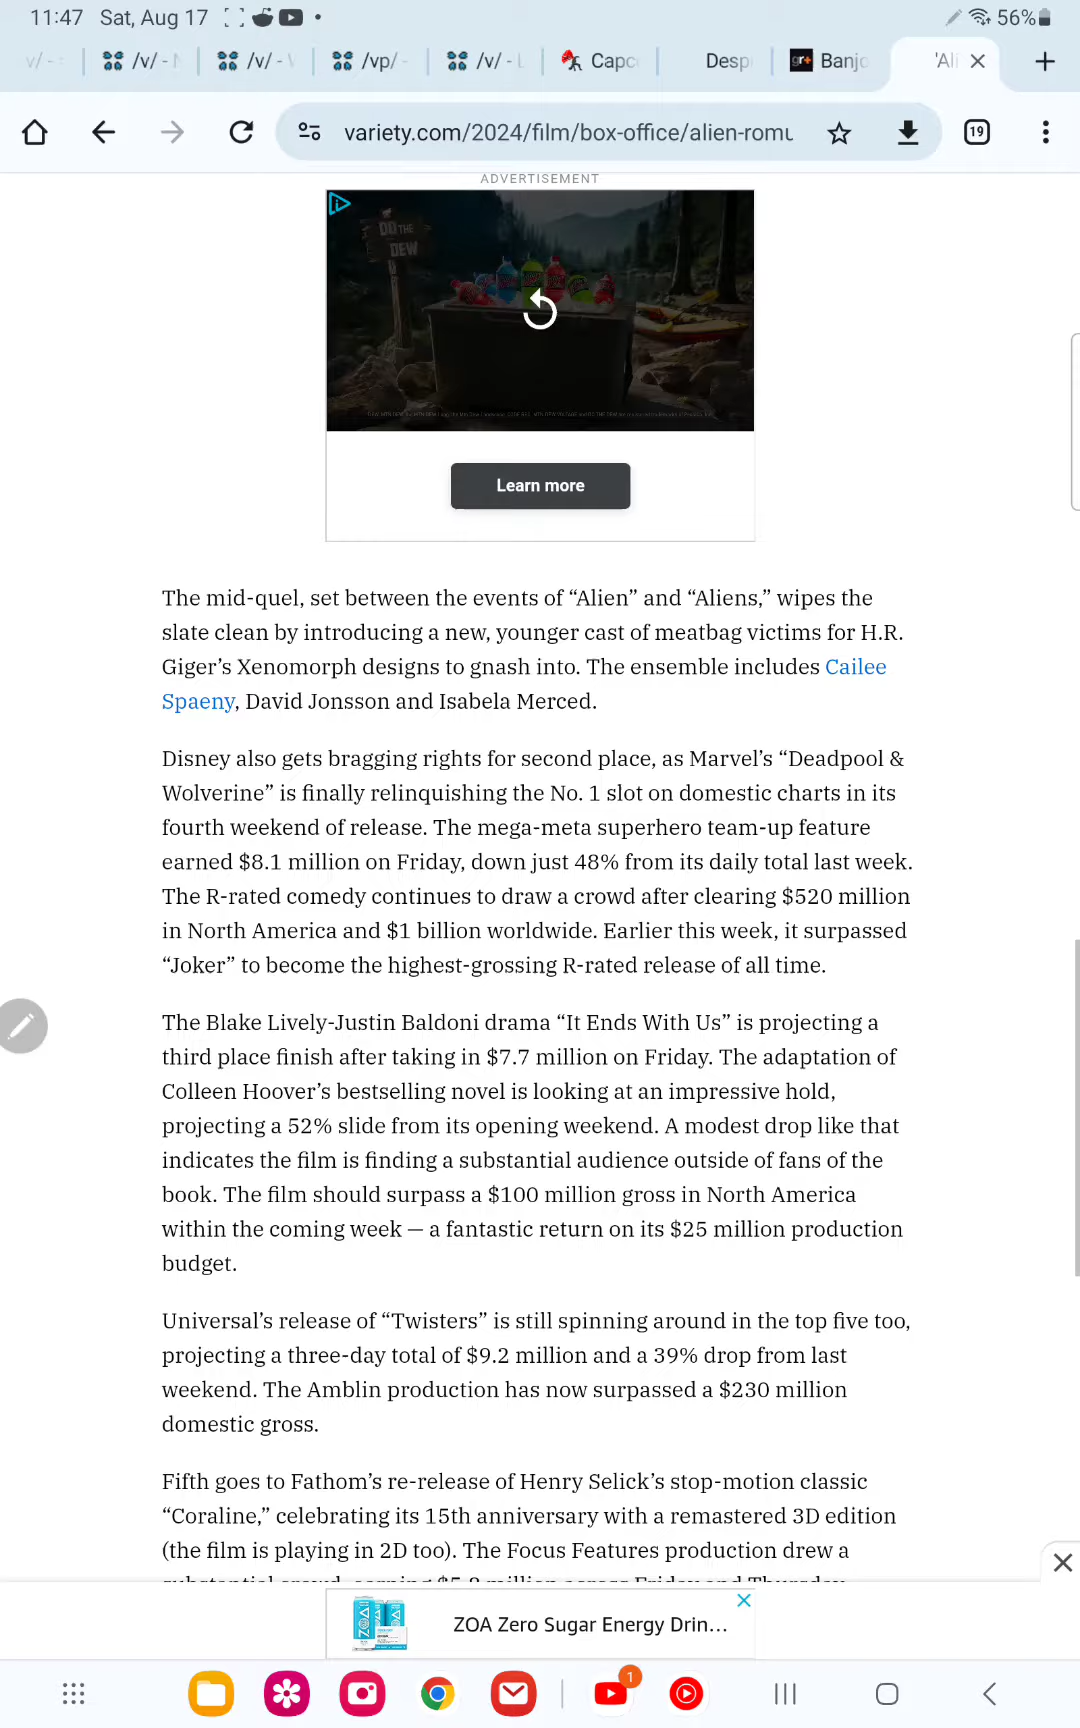 11:47 Sat, Aug 17
56%
v/ -
/v/ - N
/v/ - V
/vp/ -
/v/ - L
Capc
Desp
gr+ Banjo
'Ali
variety.com/2024/film/box-office/alien-romu
19
ADVERTISEMENT
DO THE
DEW
Learn more
The mid-quel, set between the events of “Alien” and “Aliens,” wipes the
slate clean by introducing a new, younger cast of meatbag victims for H.R.
Giger’s Xenomorph designs to gnash into. The ensemble includes Cailee
Spaeny, David Jonsson and Isabela Merced.
Disney also gets bragging rights for second place, as Marvel’s “Deadpool &
Wolverine” is finally relinquishing the No. 1 slot on domestic charts in its
fourth weekend of release. The mega-meta superhero team-up feature
earned $8.1 million on Friday, down just 48% from its daily total last week.
The R-rated comedy continues to draw a crowd after clearing $520 million
in North America and $1 billion worldwide. Earlier this week, it surpassed
“Joker” to become the highest-grossing R-rated release of all time.
The Blake Lively-Justin Baldoni drama “It Ends With Us” is projecting a
third place finish after taking in $7.7 million on Friday. The adaptation of
Colleen Hoover’s bestselling novel is looking at an impressive hold,
projecting a 52% slide from its opening weekend. A modest drop like that
indicates the film is finding a substantial audience outside of fans of the
book. The film should surpass a $100 million gross in North America
within the coming week — a fantastic return on its $25 million production
budget.
Universal’s release of “Twisters” is still spinning around in the top five too,
projecting a three-day total of $9.2 million and a 39% drop from last
weekend. The Amblin production has now surpassed a $230 million
domestic gross.
Fifth goes to Fathom’s re-release of Henry Selick’s stop-motion classic
“Coraline,” celebrating its 15th anniversary with a remastered 3D edition
(the film is playing in 2D too). The Focus Features production drew a
ZOA
ZOA Zero Sugar Energy Drin...
1